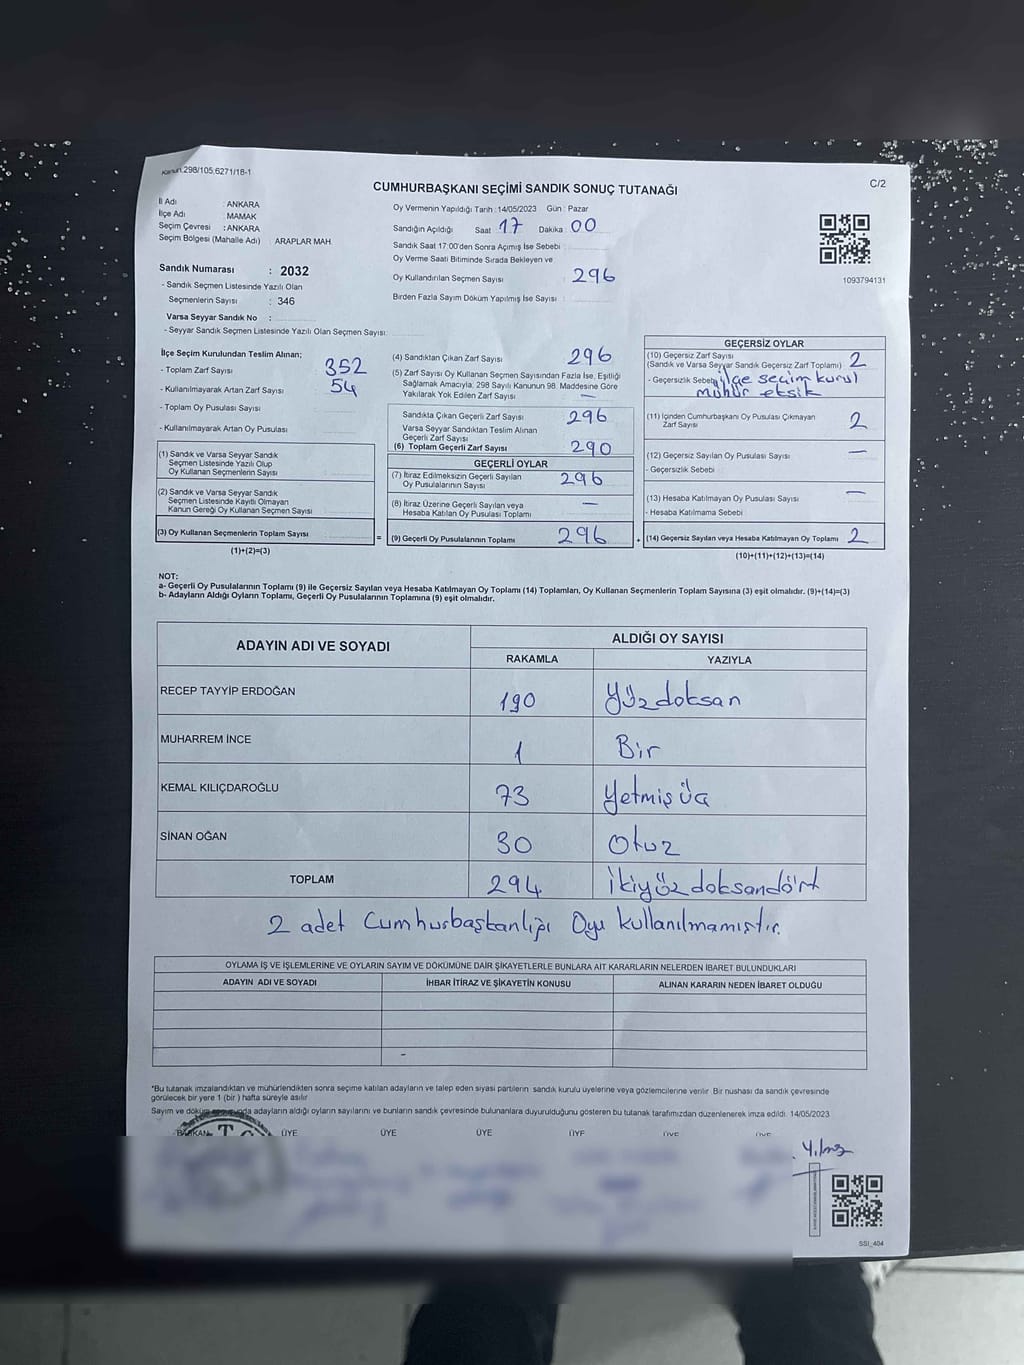 Kanun:298/105,6271/18-1
C/2
CUMHURBAŞKANI SEÇİMİ SANDIK SONUÇ TUTANAĞI
İl Adı : ANKARA
İlçe Adı : MAMAK
Seçim Çevresi : ANKARA
Seçim Bölgesi (Mahalle Adı) : ARAPLAR MAH.
Sandık Numarası : 2032
- Sandık Seçmen Listesinde Yazılı Olan
Seçmenlerin Sayısı : 346
Varsa Seyyar Sandık No :
- Seyyar Sandık Seçmen Listesinde Yazılı Olan Seçmen Sayısı:
Oy Vermenin Yapıldığı Tarih : 14/05/2023 Gün : Pazar
Sandığın Açıldığı Saat 17 Dakika 00
Sandık Saat 17:00'den Sonra Açımış İse Sebebi :
Oy Verme Saati Bitiminde Sırada Bekleyen ve
Oy Kullandırılan Seçmen Sayısı : 296
Birden Fazla Sayım Döküm Yapılmış İse Sayısı :
1093794131
İlçe Seçim Kurulundan Teslim Alınan;
- Toplam Zarf Sayısı 352
- Kullanılmayarak Artan Zarf Sayısı 54
- Toplam Oy Pusulası Sayısı
- Kullanılmayarak Artan Oy Pusulası
(1) Sandık ve Varsa Seyyar Sandık
Seçmen Listesinde Yazılı Olup
Oy Kullanan Seçmenlerin Sayısı
(2) Sandık ve Varsa Seyyar Sandık
Seçmen Listesinde Kayıtlı Olmayan
Kanun Gereği Oy Kullanan Seçmen Sayısı
(3) Oy Kullanan Seçmenlerin Toplam Sayısı
(1)+(2)=(3)
(4) Sandıktan Çıkan Zarf Sayısı 296
(5) Zarf Sayısı Oy Kullanan Seçmen Sayısından Fazla İse, Eşitliği
Sağlamak Amacıyla; 298 Sayılı Kanunun 98. Maddesine Göre
Yakılarak Yok Edilen Zarf Sayısı —
Sandıkta Çıkan Geçerli Zarf Sayısı 296
Varsa Seyyar Sandıktan Teslim Alınan
Geçerli Zarf Sayısı
(6) Toplam Geçerli Zarf Sayısı 290
GEÇERLİ OYLAR
(7) İtiraz Edilmeksizin Geçerli Sayılan
Oy Pusulalarının Sayısı 296
(8) İtiraz Üzerine Geçerli Sayılan veya
Hesaba Katılan Oy Pusulası Toplamı —
= (9) Geçerli Oy Pusulalarının Toplamı 296 +
GEÇERSİZ OYLAR
(10) Geçersiz Zarf Sayısı
(Sandık ve Varsa Seyyar Sandık Geçersiz Zarf Toplamı) 2
- Geçersizlik Sebebi ilçe seçim kurul
mühür eksik
(11) İçinden Cumhurbaşkanı Oy Pusulası Çıkmayan
Zarf Sayısı 2
(12) Geçersiz Sayılan Oy Pusulası Sayısı —
- Geçersizlik Sebebi
(13) Hesaba Katılmayan Oy Pusulası Sayısı —
- Hesaba Katılmama Sebebi
(14) Geçersiz Sayılan veya Hesaba Katılmayan Oy Toplamı 2
(10)+(11)+(12)+(13)=(14)
NOT:
a- Geçerli Oy Pusulalarının Toplamı (9) ile Geçersiz Sayılan veya Hesaba Katılmayan Oy Toplamı (14) Toplamları, Oy Kullanan Seçmenlerin Toplam Sayısına (3) eşit olmalıdır. (9)+(14)=(3)
b- Adayların Aldığı Oyların Toplamı, Geçerli Oy Pusulalarının Toplamına (9) eşit olmalıdır.
ADAYIN ADI VE SOYADI ALDIĞI OY SAYISI
RAKAMLA YAZIYLA
RECEP TAYYİP ERDOĞAN 190 Yüzdoksan
MUHARREM İNCE 1 Bir
KEMAL KILIÇDAROĞLU 73 Yetmişüç
SİNAN OĞAN 30 Otuz
TOPLAM 294 İkiyüzdoksandört
2 adet Cumhurbaşkanlığı Oyu kullanılmamıştır.
OYLAMA İŞ VE İŞLEMLERİNE VE OYLARIN SAYIM VE DÖKÜMÜNE DAİR ŞİKAYETLERLE BUNLARA AİT KARARLARIN NELERDEN İBARET BULUNDUKLARI
ADAYIN ADI VE SOYADI İHBAR İTİRAZ VE ŞİKAYETİN KONUSU ALINAN KARARIN NEDEN İBARET OLDUĞU
*Bu tutanak imzalandıktan ve mühürlendikten sonra seçime katılan adayların ve talep eden siyasi partilerin sandık kurulu üyelerine veya gözlemcilerine verilir. Bir nushası da sandık çevresinde
görülecek bir yere 1 (bir) hafta süreyle asılır
Sayım ve döküm sonucunda adayların aldığı oyların sayılarını ve bunların sandık çevresinde bulunanlara duyurulduğunu gösteren bu tutanak tarafımızdan düzenlenerek imza edildi. 14/05/2023
BAŞKAN ÜYE ÜYE ÜYE ÜYE ÜYE ÜYE
Yılmaz
SSI_404